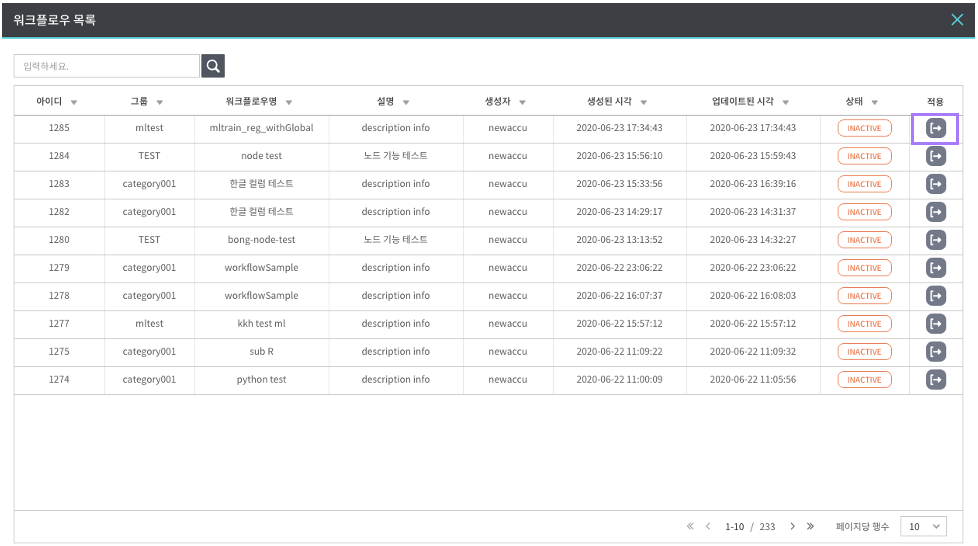 워크플로우 목록
입력하세요.
아이디 그룹 워크플로우명 설명 생성자 생성된 시각 업데이트된 시각 상태 적용
1285 mltest mltrain_reg_withGlobal description info newaccu 2020-06-23 17:34:43 2020-06-23 17:34:43 INACTIVE
1284 TEST node test 노드 기능 테스트 newaccu 2020-06-23 15:56:10 2020-06-23 15:59:43 INACTIVE
1283 category001 한글 컬럼 테스트 description info newaccu 2020-06-23 15:33:56 2020-06-23 16:39:16 INACTIVE
1282 category001 한글 컬럼 테스트 description info newaccu 2020-06-23 14:29:17 2020-06-23 14:31:37 INACTIVE
1280 TEST bong-node-test 노드 기능 테스트 newaccu 2020-06-23 13:13:52 2020-06-23 14:32:27 INACTIVE
1279 category001 workflowSample description info newaccu 2020-06-22 23:06:22 2020-06-22 23:06:22 INACTIVE
1278 category001 workflowSample description info newaccu 2020-06-22 16:07:37 2020-06-22 16:08:03 INACTIVE
1277 mltest kkh test ml description info newaccu 2020-06-22 15:57:12 2020-06-22 15:57:12 INACTIVE
1275 category001 sub R description info newaccu 2020-06-22 11:09:22 2020-06-22 11:09:32 INACTIVE
1274 category001 python test description info newaccu 2020-06-22 11:00:09 2020-06-22 11:05:56 INACTIVE
1-10 / 233 페이지당 행수 10